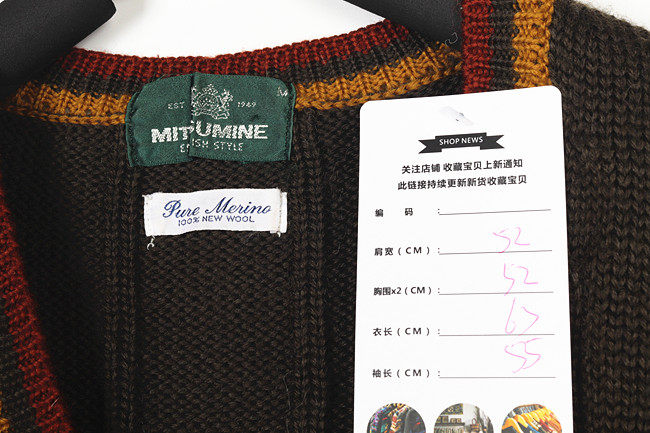 EST 1949
M
MITSUMINE
ENGLISH STYLE
Pure Merino
100% NEW WOOL
SHOP NEWS
关注店铺 收藏宝贝上新通知
此链接持续更新新货收藏宝贝
编 码 :
肩宽(CM): 52
胸围x2(CM): 52
衣长(CM): 63
袖长(CM): 55